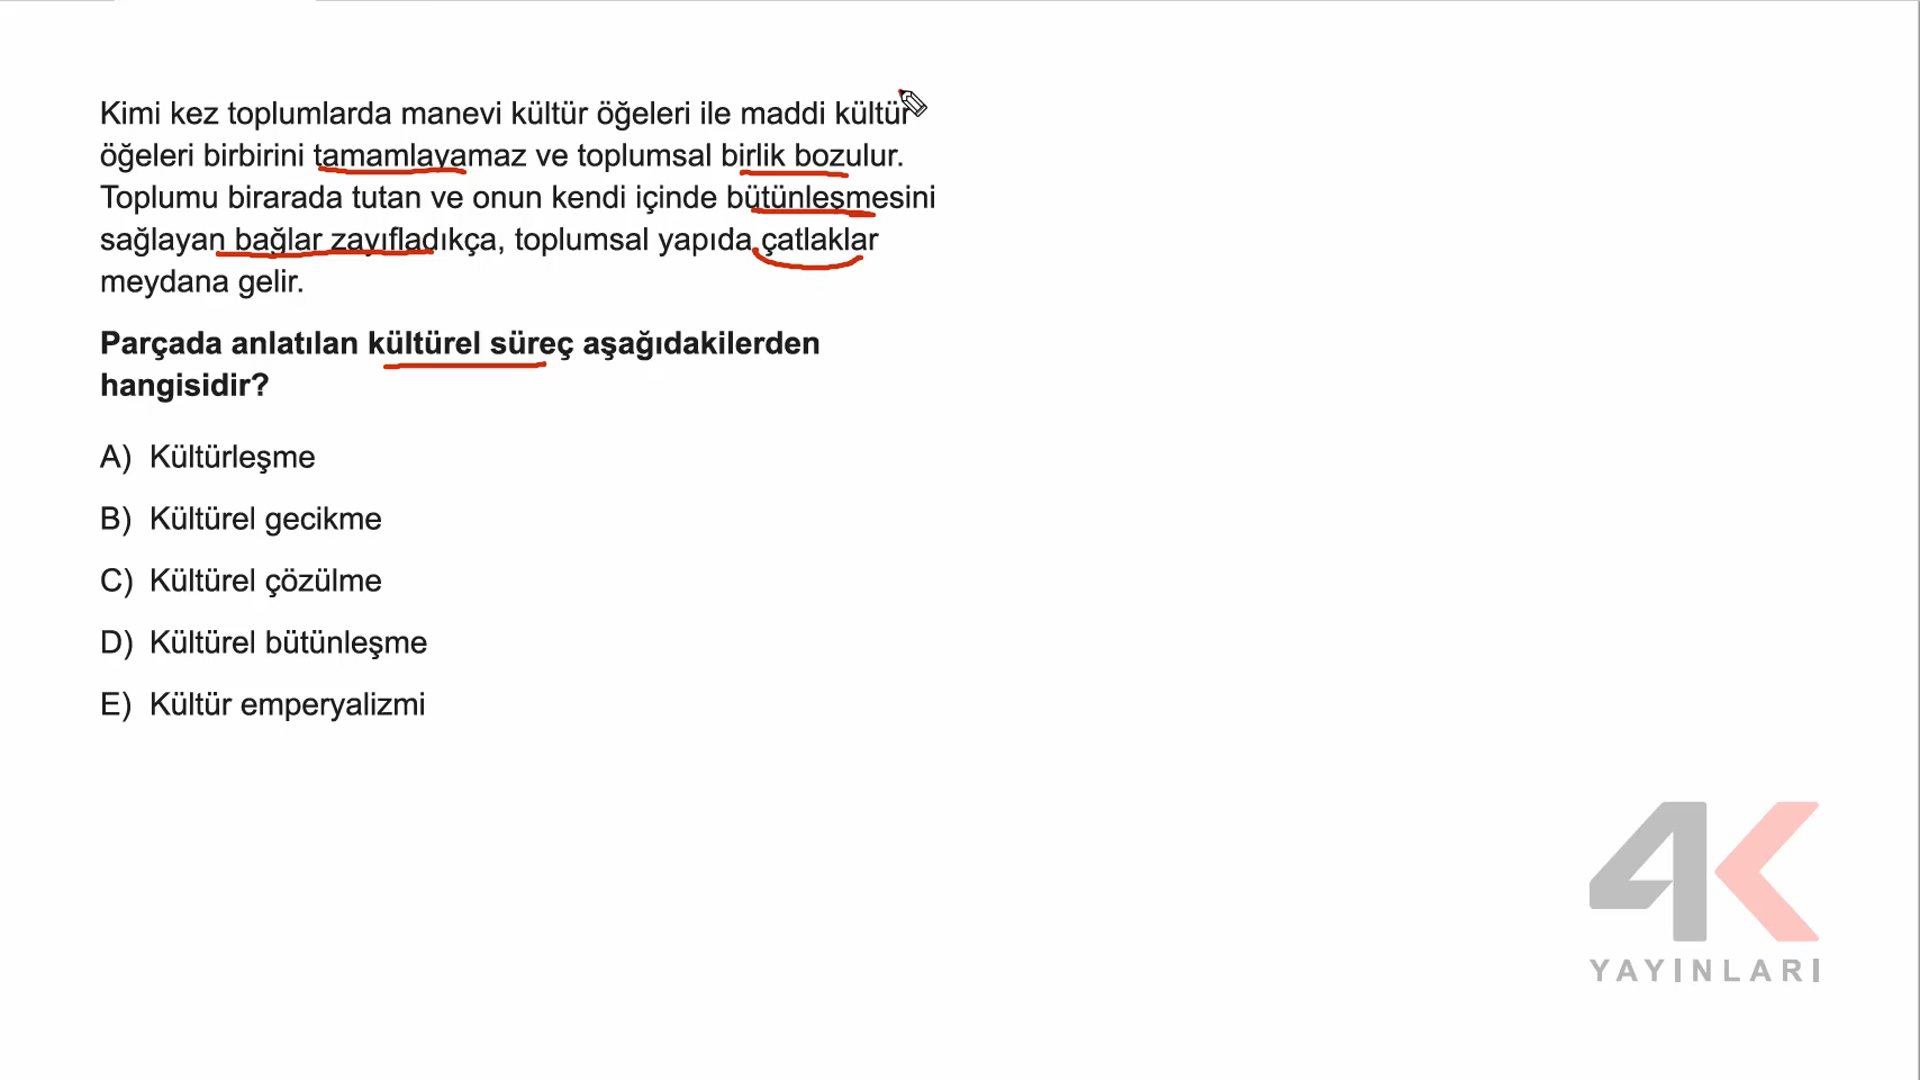 Kimi kez toplumlarda manevi kültür öğeleri ile maddi kültür
öğeleri birbirini tamamlayamaz ve toplumsal birlik bozulur.
Toplumu birarada tutan ve onun kendi içinde bütünleşmesini
sağlayan bağlar zayıfladıkça, toplumsal yapıda çatlaklar
meydana gelir.
Parçada anlatılan kültürel süreç aşağıdakilerden
hangisidir?
A) Kültürleşme
B) Kültürel gecikme
C) Kültürel çözülme
D) Kültürel bütünleşme
E) Kültür emperyalizmi
4K
YAYINLARI